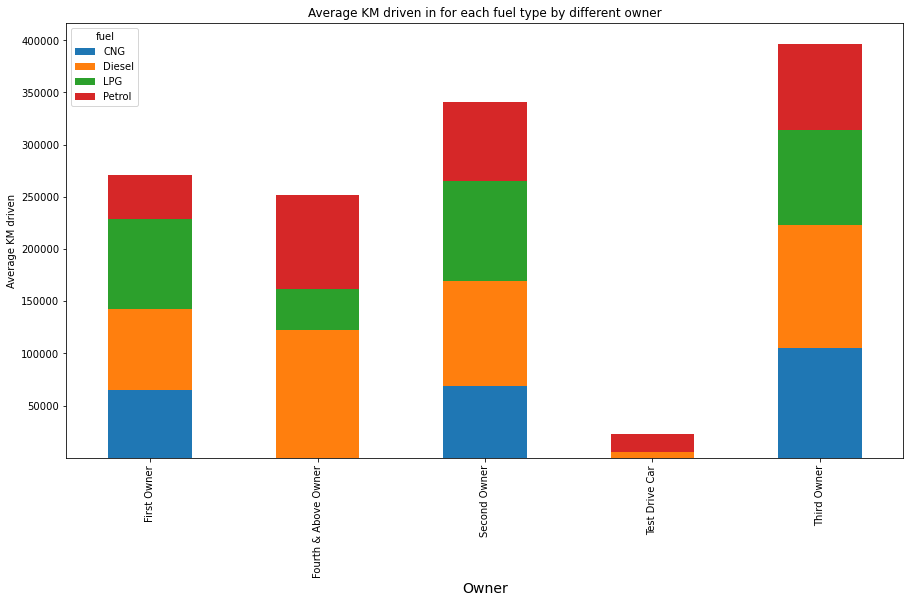 Average KM driven in for each fuel type by different owner
fuel
CNG
Diesel
LPG
Petrol
Average KM driven
400000
350000
300000
250000
200000
150000
100000
50000
First Owner
Fourth & Above Owner
Second Owner
Test Drive Car
Third Owner
Owner